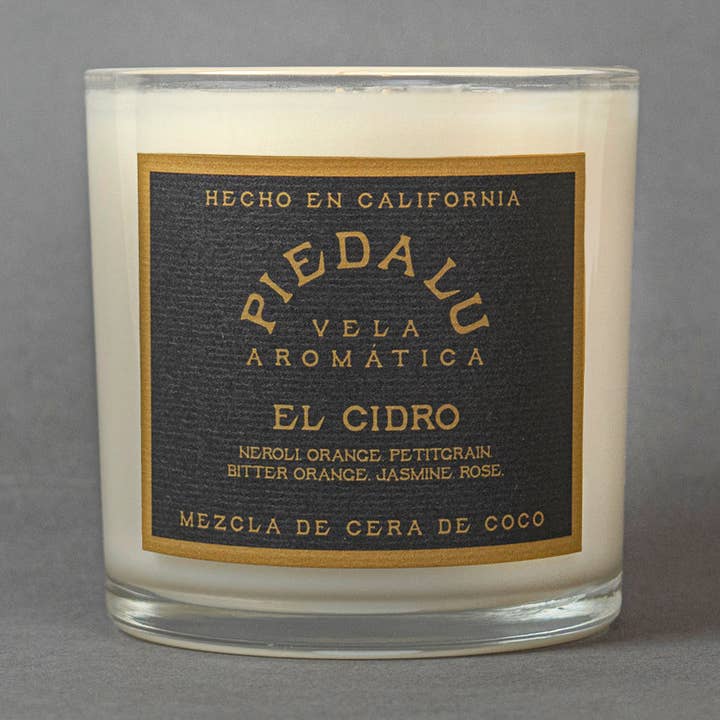 HECHO EN CALIFORNIA
PIEDALU
VELA
AROMÁTICA
EL CIDRO
NEROLI. ORANGE. PETITGRAIN.
BITTER ORANGE. JASMINE. ROSE.
MEZCLA DE CERA DE COCO